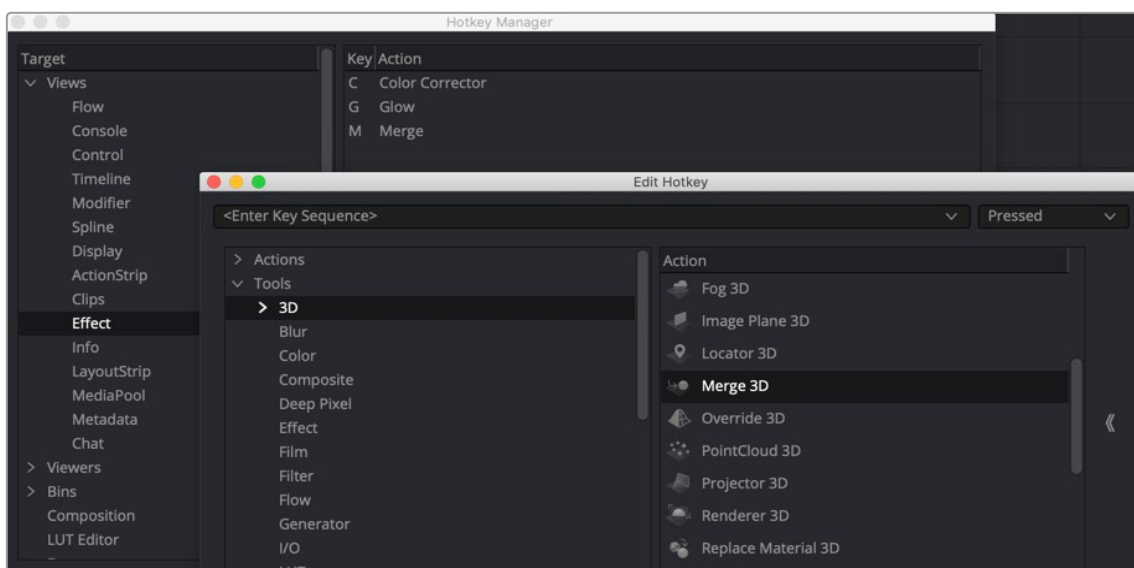 Hotkey Manager
Target
Views
Flow
Console
Control
Timeline
Modifier
Spline
Display
ActionStrip
Clips
Effect
Info
LayoutStrip
MediaPool
Metadata
Chat
Viewers
Bins
Composition
LUT Editor
Key Action
C Color Corrector
G Glow
M Merge
Edit Hotkey
<Enter Key Sequence> Pressed
Actions
Tools
3D
Blur
Color
Composite
Deep Pixel
Effect
Film
Filter
Flow
Generator
I/O
Action
Fog 3D
Image Plane 3D
Locator 3D
Merge 3D
Override 3D
PointCloud 3D
Projector 3D
Renderer 3D
Replace Material 3D